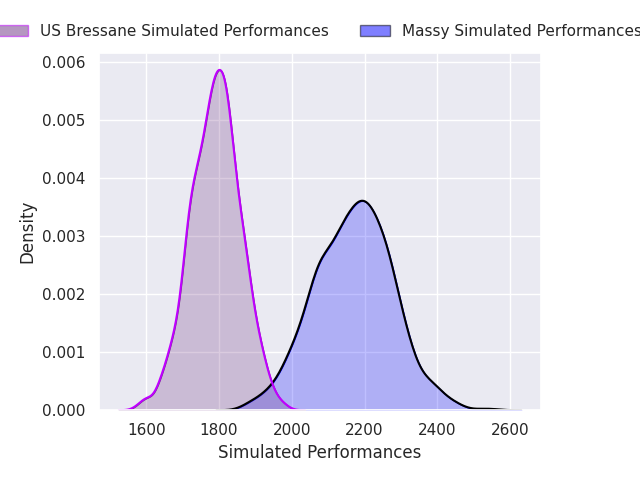 US Bressane Simulated Performances Massy Simulated Performances
0.006
0.005
0.004
0.003
0.002
0.001
0.000
Density
1600 1800 2000 2200 2400 2600
Simulated Performances